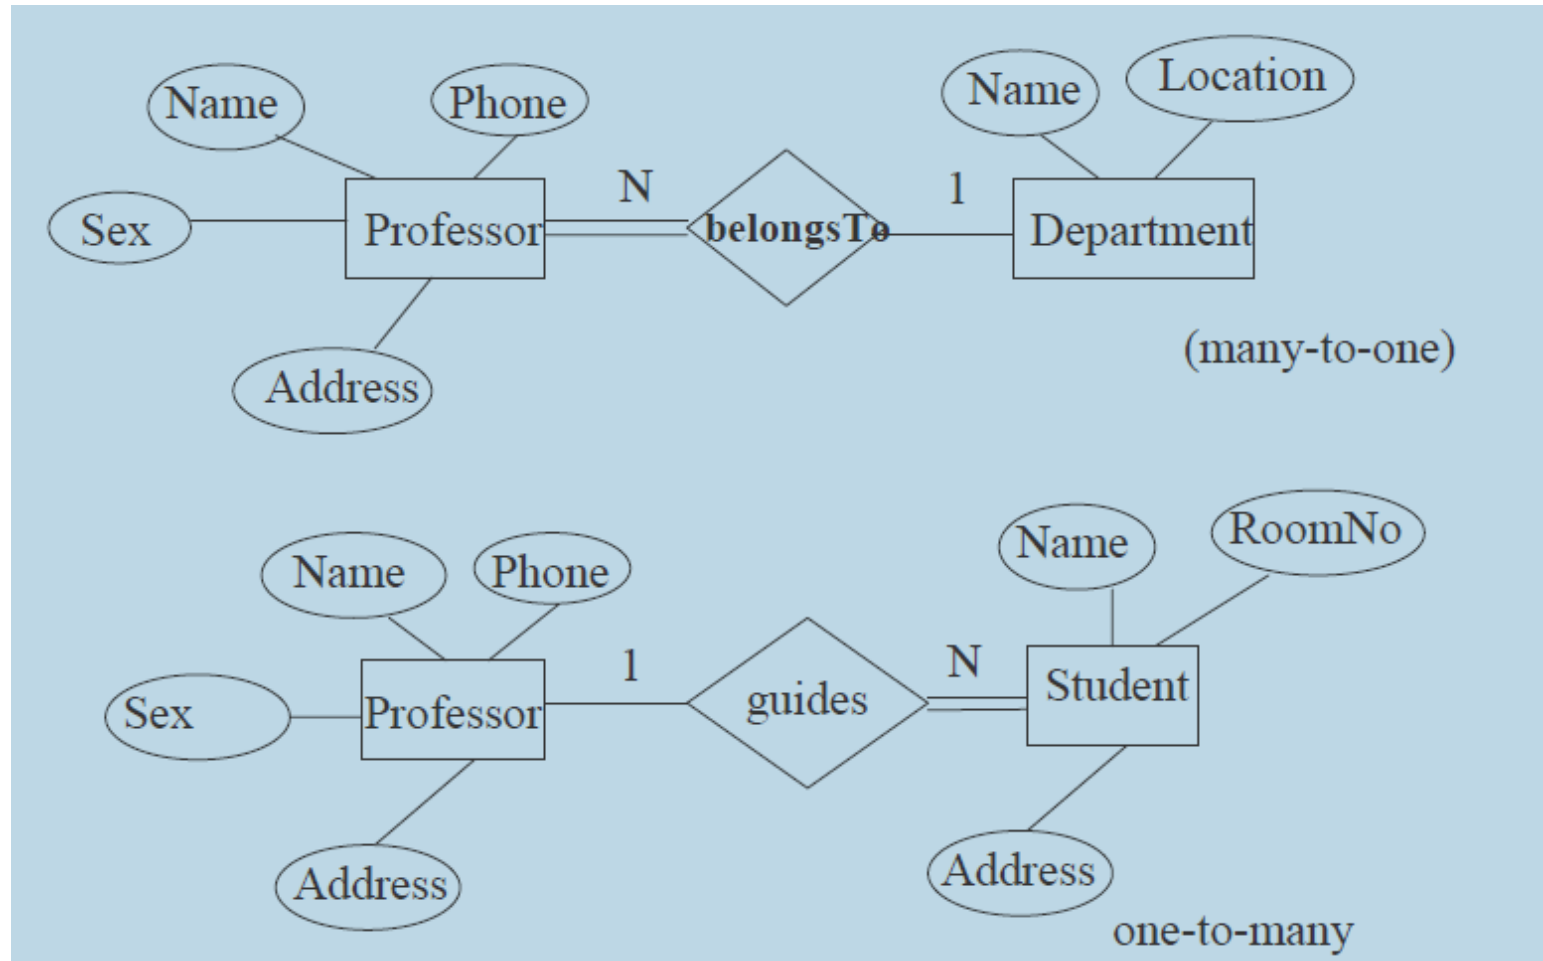 Name
Phone
Name
Location
Sex
Professor
N
belongsTo
1
Department
Address
(many-to-one)
Name
Phone
Name
RoomNo
Sex
Professor
1
guides
N
Student
Address
Address
one-to-many